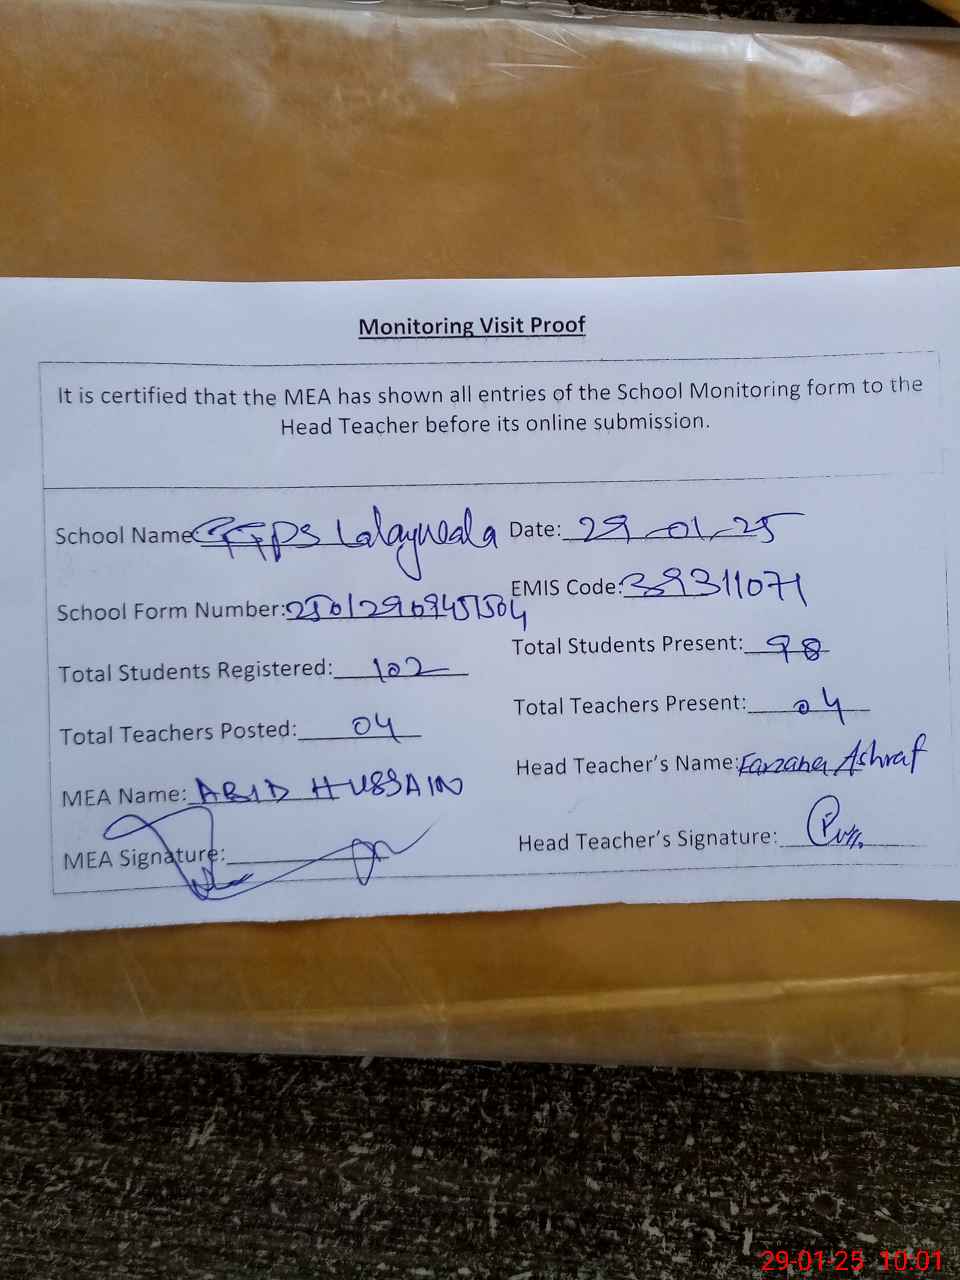 Monitoring Visit Proof
It is certified that the MEA has shown all entries of the School Monitoring form to the
Head Teacher before its online submission.
School Name GGPS Lalaywala Date: 29-01-25
School Form Number: EMIS Code: 39311071
Total Students Registered: 102 Total Students Present: 98
Total Teachers Posted: 04 Total Teachers Present: 04
MEA Name: ABID HUSSAIN Head Teacher's Name: Farzana Ashraf
MEA Signature: Head Teacher's Signature:
29-01-25 10:01